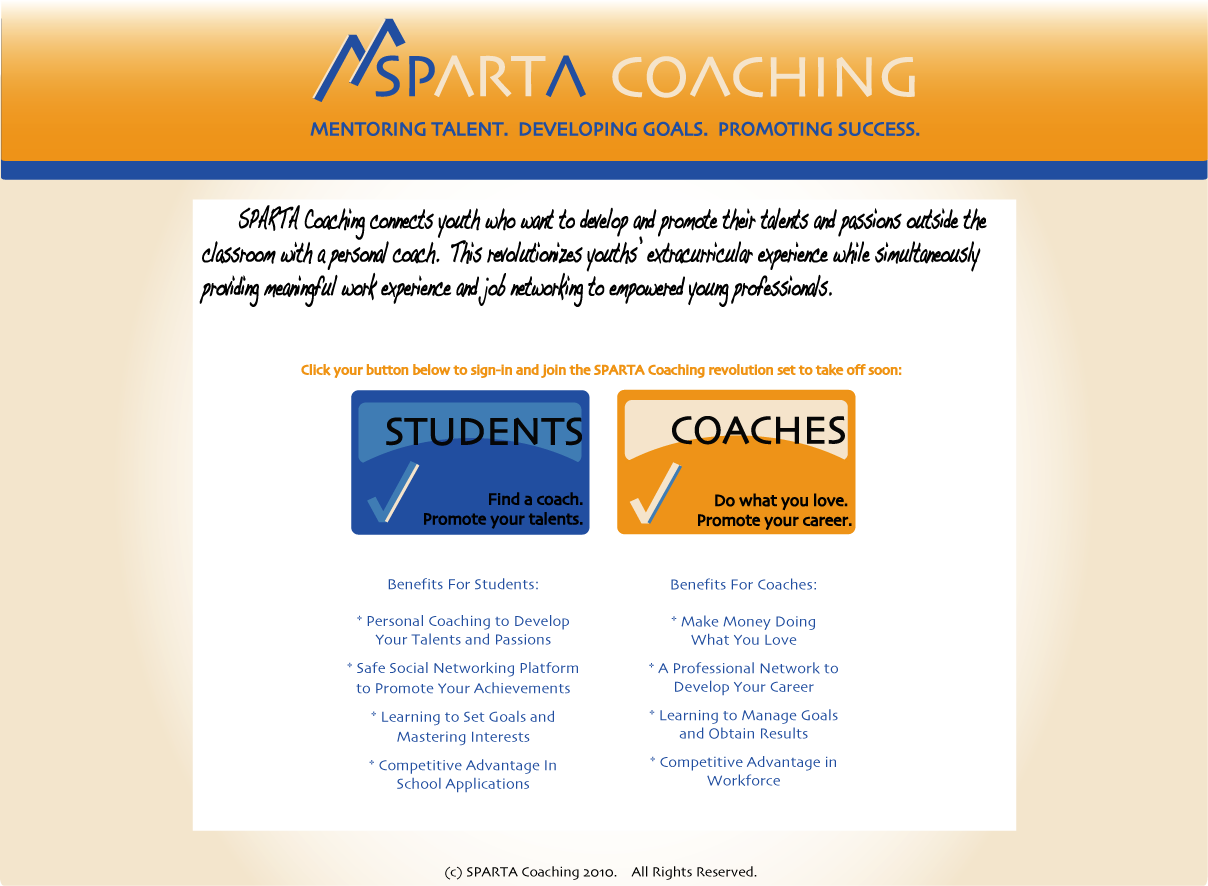 SPARTA COACHING
MENTORING TALENT. DEVELOPING GOALS. PROMOTING SUCCESS.
SPARTA Coaching connects youth who want to develop and promote their talents and passions outside the
classroom with a personal coach. This revolutionizes youths' extracurricular experience while simultaneously
providing meaningful work experience and job networking to empowered young professionals.
Click your button below to sign-in and join the SPARTA Coaching revolution set to take off soon:
STUDENTS
Find a coach.
Promote your talents.
COACHES
Do what you love.
Promote your career.
Benefits For Students:
* Personal Coaching to Develop
Your Talents and Passions
* Safe Social Networking Platform
to Promote Your Achievements
* Learning to Set Goals and
Mastering Interests
* Competitive Advantage In
School Applications
Benefits For Coaches:
* Make Money Doing
What You Love
* A Professional Network to
Develop Your Career
* Learning to Manage Goals
and Obtain Results
* Competitive Advantage in
Workforce
(c) SPARTA Coaching 2010. All Rights Reserved.